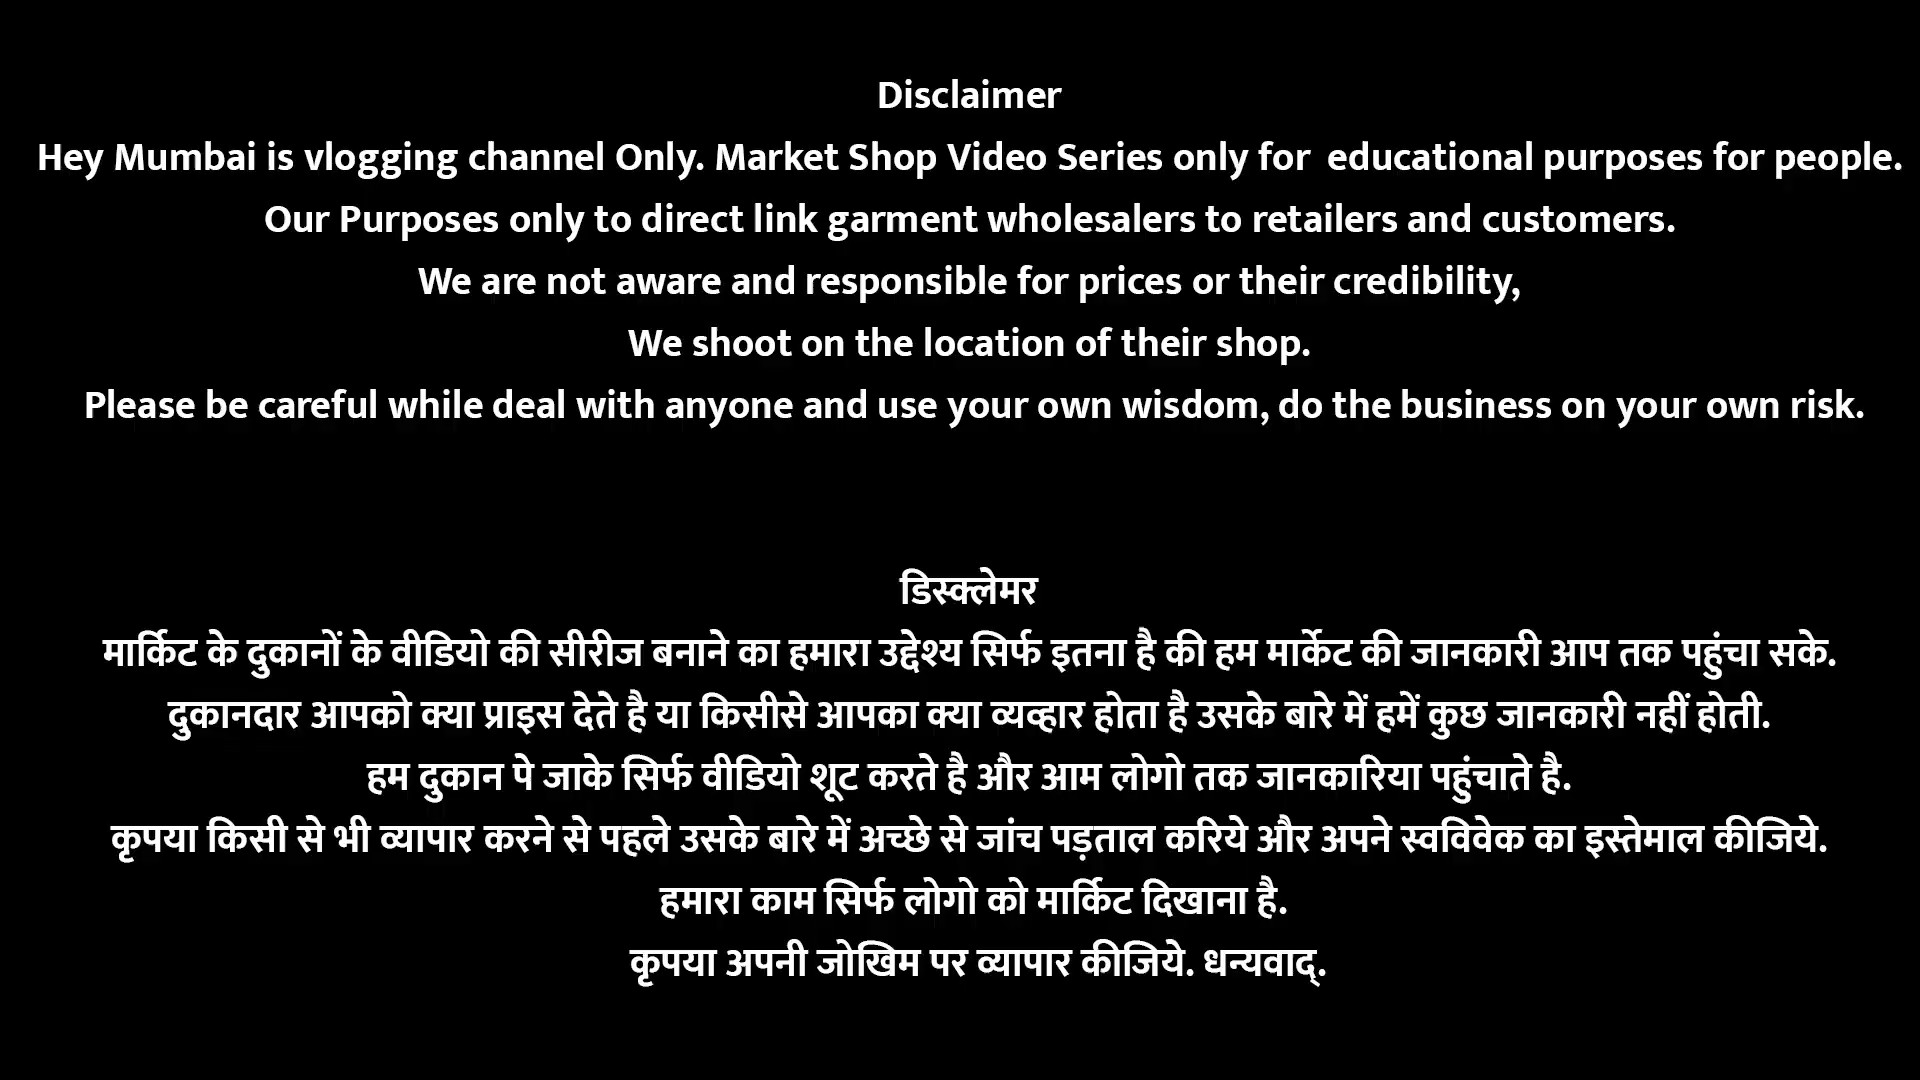 Disclaimer
Hey Mumbai is vlogging channel Only. Market Shop Video Series only for educational purposes for people.
Our Purposes only to direct link garment wholesalers to retailers and customers.
We are not aware and responsible for prices or their credibility,
We shoot on the location of their shop.
Please be careful while deal with anyone and use your own wisdom, do the business on your own risk.
डिस्क्लेमर
मार्किट के दुकानों के वीडियो की सीरीज बनाने का हमारा उद्देश्य सिर्फ इतना है की हम मार्केट की जानकारी आप तक पहुंचा सके.
दुकानदार आपको क्या प्राइस देते है या किसीसे आपका क्या व्यव्हार होता है उसके बारे में हमें कुछ जानकारी नहीं होती.
हम दुकान पे जाके सिर्फ वीडियो शूट करते है और आम लोगो तक जानकारिया पहुंचाते है.
कृपया किसी से भी व्यापार करने से पहले उसके बारे में अच्छे से जांच पड़ताल करिये और अपने स्वविवेक का इस्तेमाल कीजिये.
हमारा काम सिर्फ लोगो को मार्किट दिखाना है.
कृपया अपनी जोखिम पर व्यापार कीजिये. धन्यवाद्.